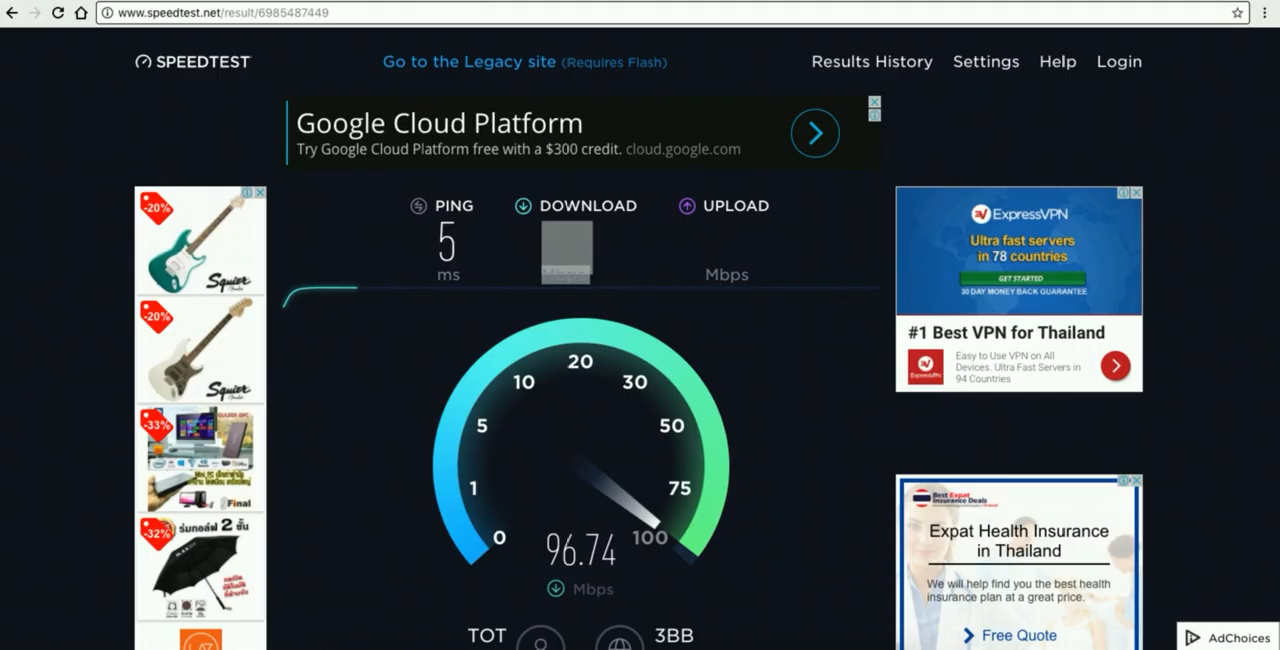 www.speedtest.net/result/6985487449
SPEEDTEST
Go to the Legacy site (Requires Flash)
Results History Settings Help Login
Google Cloud Platform
Try Google Cloud Platform free with a $300 credit. cloud.google.com
-20%
Squier
-20%
Squier
-33%
-32%
ร่มกอล์ฟ 2 ชั้น
PING DOWNLOAD UPLOAD
5
ms Mbps Mbps
0
1
5
10
20
30
50
75
100
96.74
Mbps
TOT 3BB
ExpressVPN
Ultra fast servers
in 78 countries
GET STARTED
30 DAY MONEY BACK GUARANTEE
#1 Best VPN for Thailand
ExpressVPN
Easy to Use VPN on All
Devices. Ultra Fast Servers in
94 Countries
Best Expat
Insurance Deals
Expat Health Insurance
in Thailand
We will help find you the best health
insurance plan at a great price.
Free Quote
AdChoices